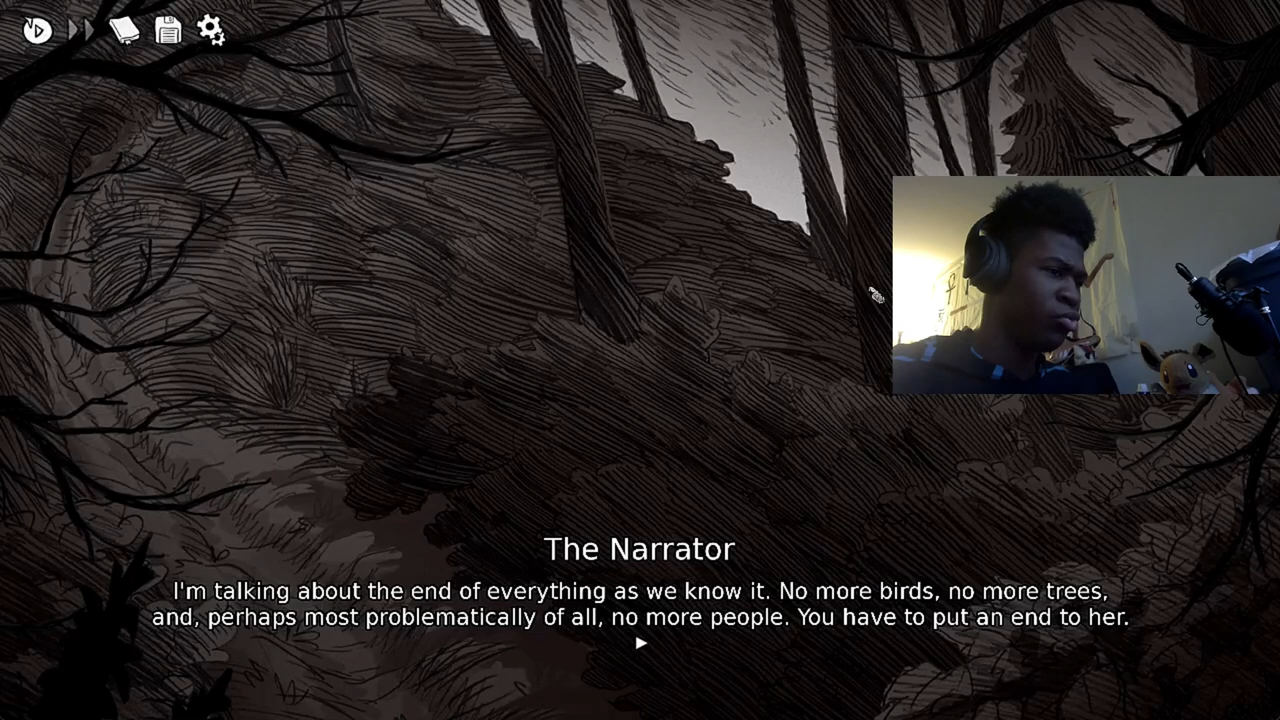 The Narrator
I'm talking about the end of everything as we know it. No more birds, no more trees,
and, perhaps most problematically of all, no more people. You have to put an end to her.